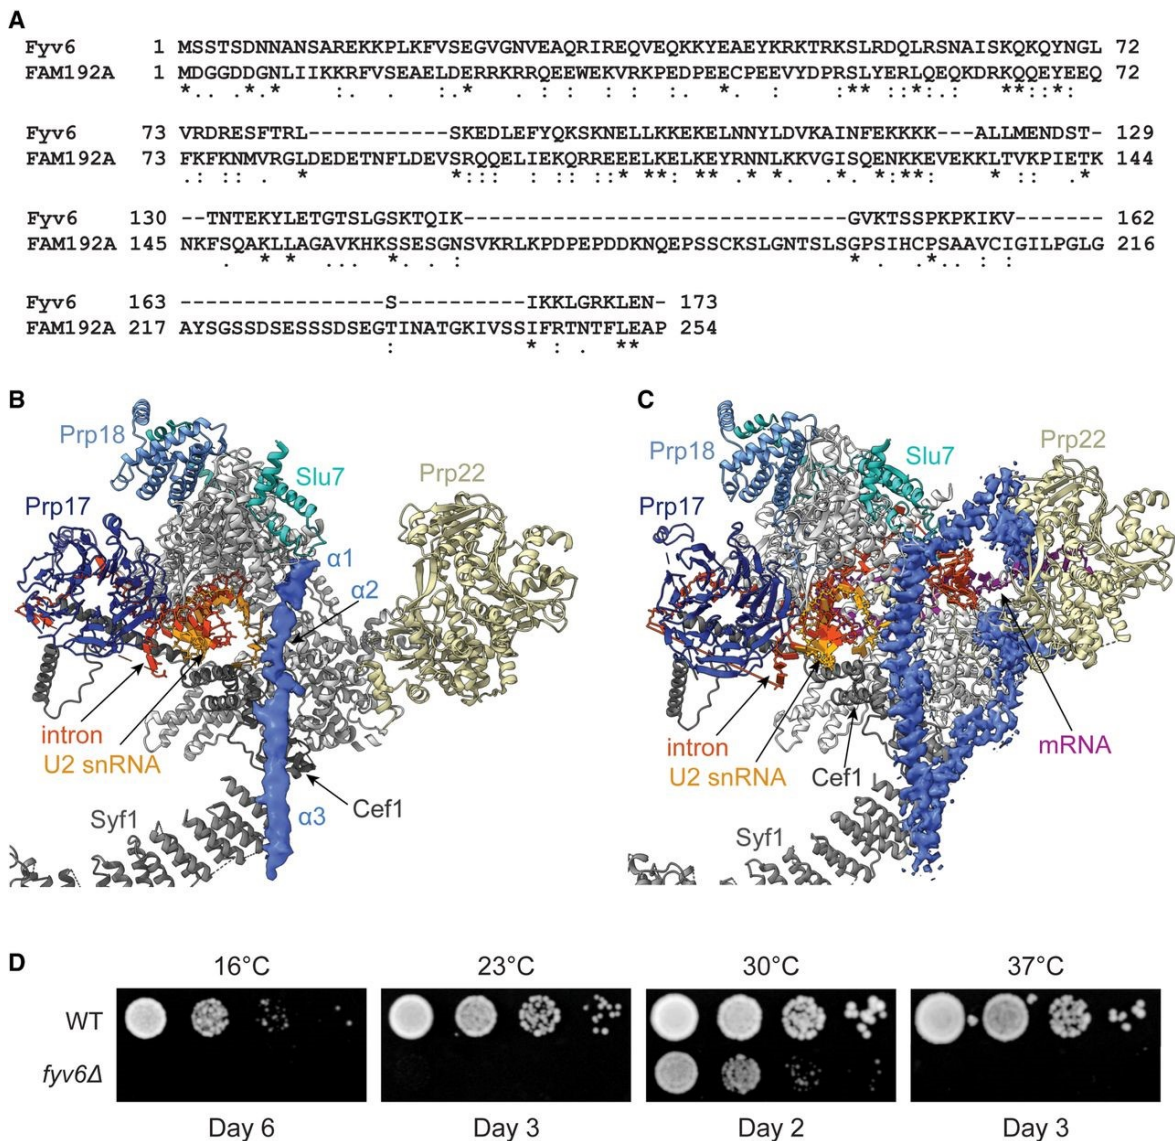 A
Fyv6 1 MSSTSDNNANSAREKKPLKFVSEGVGNVEAQRIREQVEQKKYEAEYKRKTRKSLRDQLRSNAISKQKQYNGL 72
FAM192A 1 MDGGDDGNLIIKKRFVSEAELDERRKRRQEEWEKVRKPEDPEECPEEVYDPRSLYERLQEQKDRKQQEYEEQ 72
*.. *.* :. .: : * . : : : . * . : ** ::*:.: **:*:
Fyv6 73 VRDRESFTRL-----------SKEDLEFYQKSKNELLKKEKELNNYLDVKAINFEKKKK---ALLMENDST- 129
FAM192A 73 FKFKNMVRGLDEDETNFLDEVSRQQELIEKQRREEELKELKEYRNNLKKVGISQENKKEVEKKLTVKPIETK 144
.: :: . * *::: :: : ::*:**:** .* * .*. *:**: * :: .*
Fyv6 130 --TNTEKYLETGTSLGSKTQIK-------------------------GVKTSSPKPKIKV------ 162
FAM192A 145 NKFSQAKLLAGAVKHKSSESGNSVKRLKPDPEPDDKNQEPSSCKSLGNTSLSGPSIHCPSAAVCIGILPGLG 216
. * * ... * . : * . *. : :
Fyv6 163 --------------S---------IKKLGRKLEN- 173
FAM192A 217 AYSGSSDSESSSDSEGTINATGKIVSSIFRTNTFLEAP 254
: * : . **
B
C
Prp18
Slu7
Prp22
Prp17
α1
α2
intron
U2 snRNA
Cef1
Syf1
α3
Prp18
Slu7
Prp22
Prp17
intron
U2 snRNA
Cef1
mRNA
Syf1
D
16°C 23°C 30°C 37°C
WT
fyv6Δ
Day 6 Day 3 Day 2 Day 3